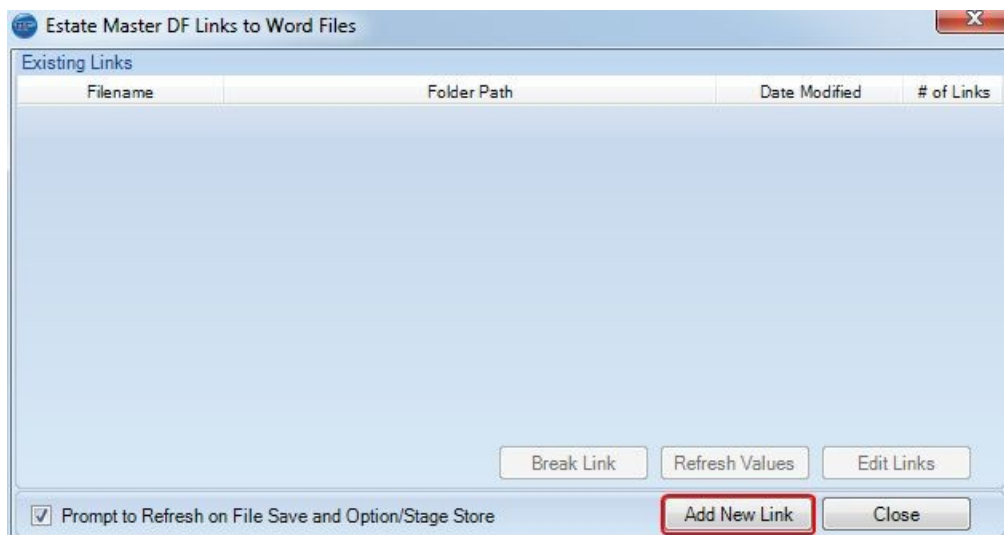 Estate Master DF Links to Word Files
Existing Links
Filename Folder Path Date Modified # of Links
Break Link Refresh Values Edit Links
Prompt to Refresh on File Save and Option/Stage Store Add New Link Close